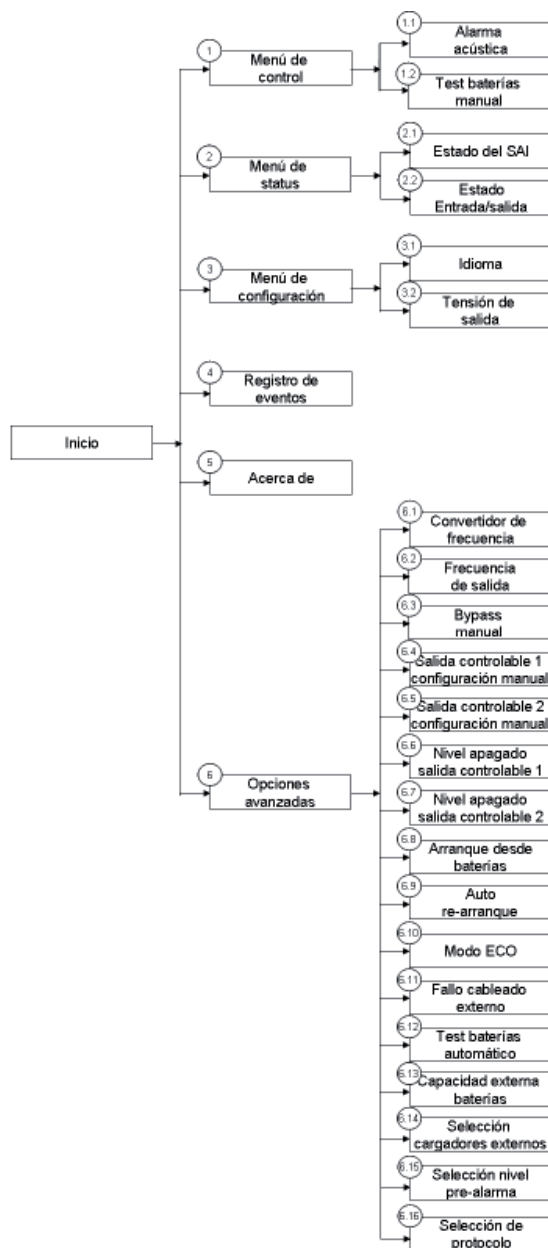 1
Menú de
control
1.1
Alarma
acústica
1.2
Test baterías
manual
2
Menú de
status
2.1
Estado del SAI
2.2
Estado
Entrada/salida
3
Menú de
configuración
3.1
Idioma
3.2
Tensión de
salida
4
Registro de
eventos
Inicio
5
Acerca de
6
Opciones
avanzadas
6.1
Convertidor de
frecuencia
6.2
Frecuencia
de salida
6.3
Bypass
manual
6.4
Salida controlable 1
configuración manual
6.5
Salida controlable 2
configuración manual
6.6
Nivel apagado
salida controlable 1
6.7
Nivel apagado
salida controlable 2
6.8
Arranque desde
baterías
6.9
Auto
re-arranque
6.10
Modo ECO
6.11
Fallo cableado
externo
6.12
Test baterías
automático
6.13
Capacidad externa
baterías
6.14
Selección
cargadores externos
6.15
Selección nivel
pre-alarma
6.16
Selección de
protocolo